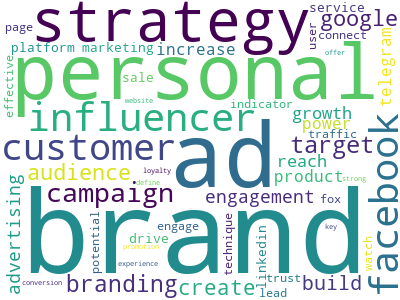 page
strategy
service
google
user
connect
platform marketing
increase
effective
personal
sale
offer
telegram
website
influencer
indicator
growth
power
traffic
customer
ad
target
facebook
audience
loyalty
reach
define
product
strong
advertising
campaign
engagement
fox
brand
potential
engage
technique
linkedin
key
watch
drive
promotion
experience
trust
conversion
branding
create
lead
build